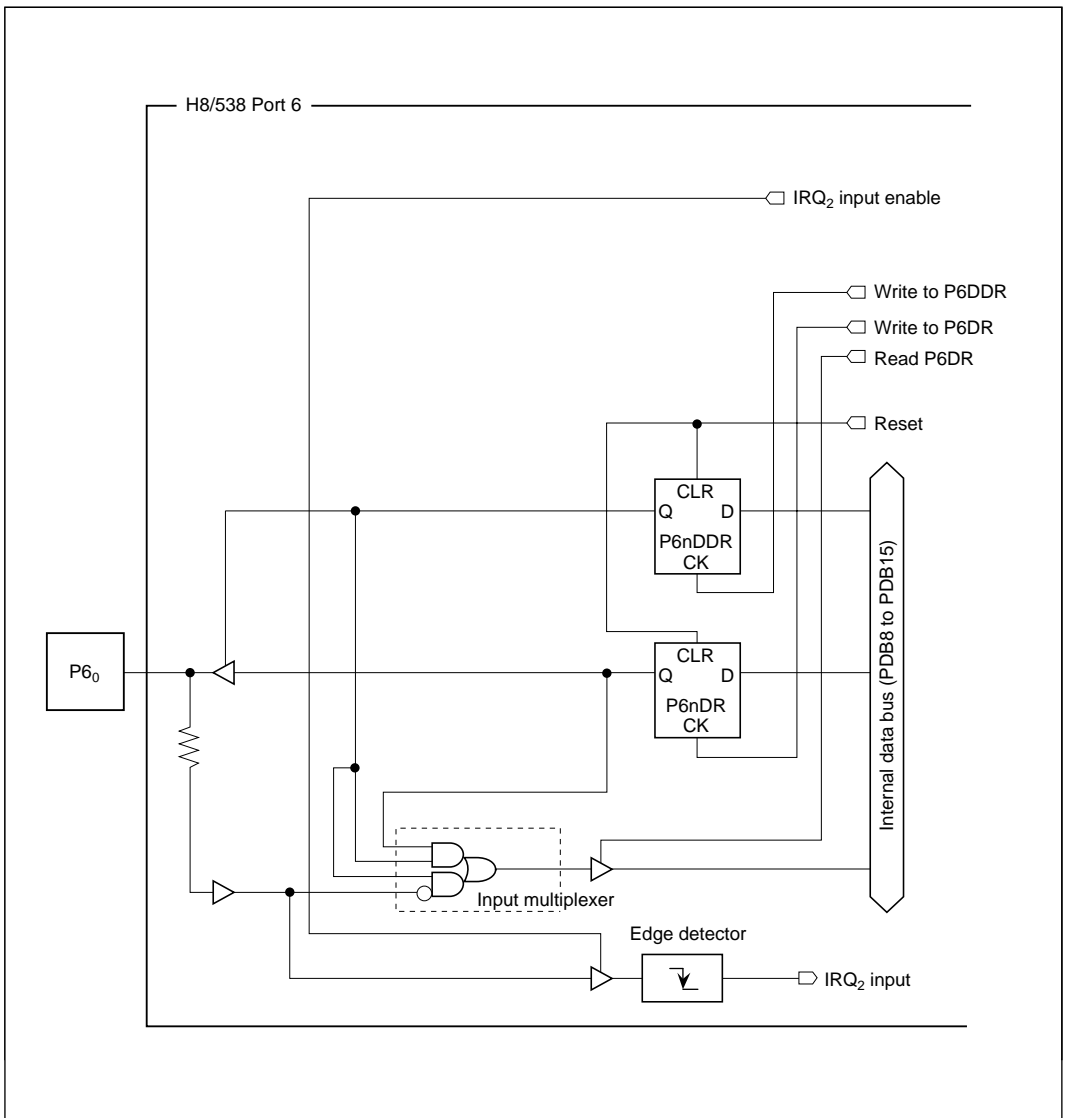 H8/538 Port 6
IRQ₂ input enable
Write to P6DDR
Write to P6DR
Read P6DR
Reset
CLR
Q D
P6nDDR
CK
Internal data bus (PDB8 to PDB15)
P6₀
CLR
Q D
P6nDR
CK
Input multiplexer
Edge detector
IRQ₂ input